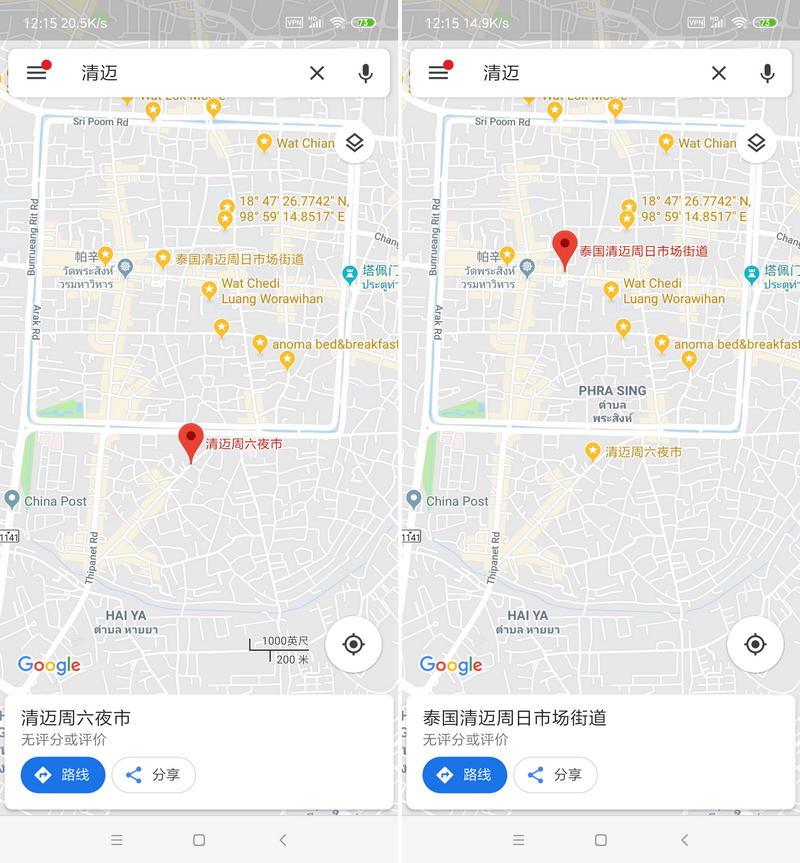 12:15 20.5K/s
VPN
HD
73
清迈
Sri Poom Rd
Wat Chian
Bunrueang Rit Rd
18° 47' 26.7742" N,
98° 59' 14.8517" E
帕辛
วัดพระสิงห์
วรมหาวิหาร
泰国清迈周日市场街道
塔佩门
ประตูท่า
Chang
Wat Chedi
Luang Worawihan
Arak Rd
anoma bed&breakfast
清迈周六夜市
China Post
1141
Thipanet Rd
HAI YA
ตำบล หายยา
1000英尺
200 米
Google
清迈周六夜市
无评分或评价
路线
分享
12:15 14.9K/s
VPN
HD
73
清迈
Sri Poom Rd
Wat Chian
Bunrueang Rit Rd
18° 47' 26.7742" N,
98° 59' 14.8517" E
帕辛
วัดพระสิงห์
วรมหาวิหาร
泰国清迈周日市场街道
塔佩门
ประตูท่า
Chang
Wat Chedi
Luang Worawihan
Arak Rd
anoma bed&breakfast
PHRA SING
ตำบล
พระสิงห์
清迈周六夜市
China Post
1141
Thipanet Rd
HAI YA
ตำบล หายยา
Google
泰国清迈周日市场街道
无评分或评价
路线
分享